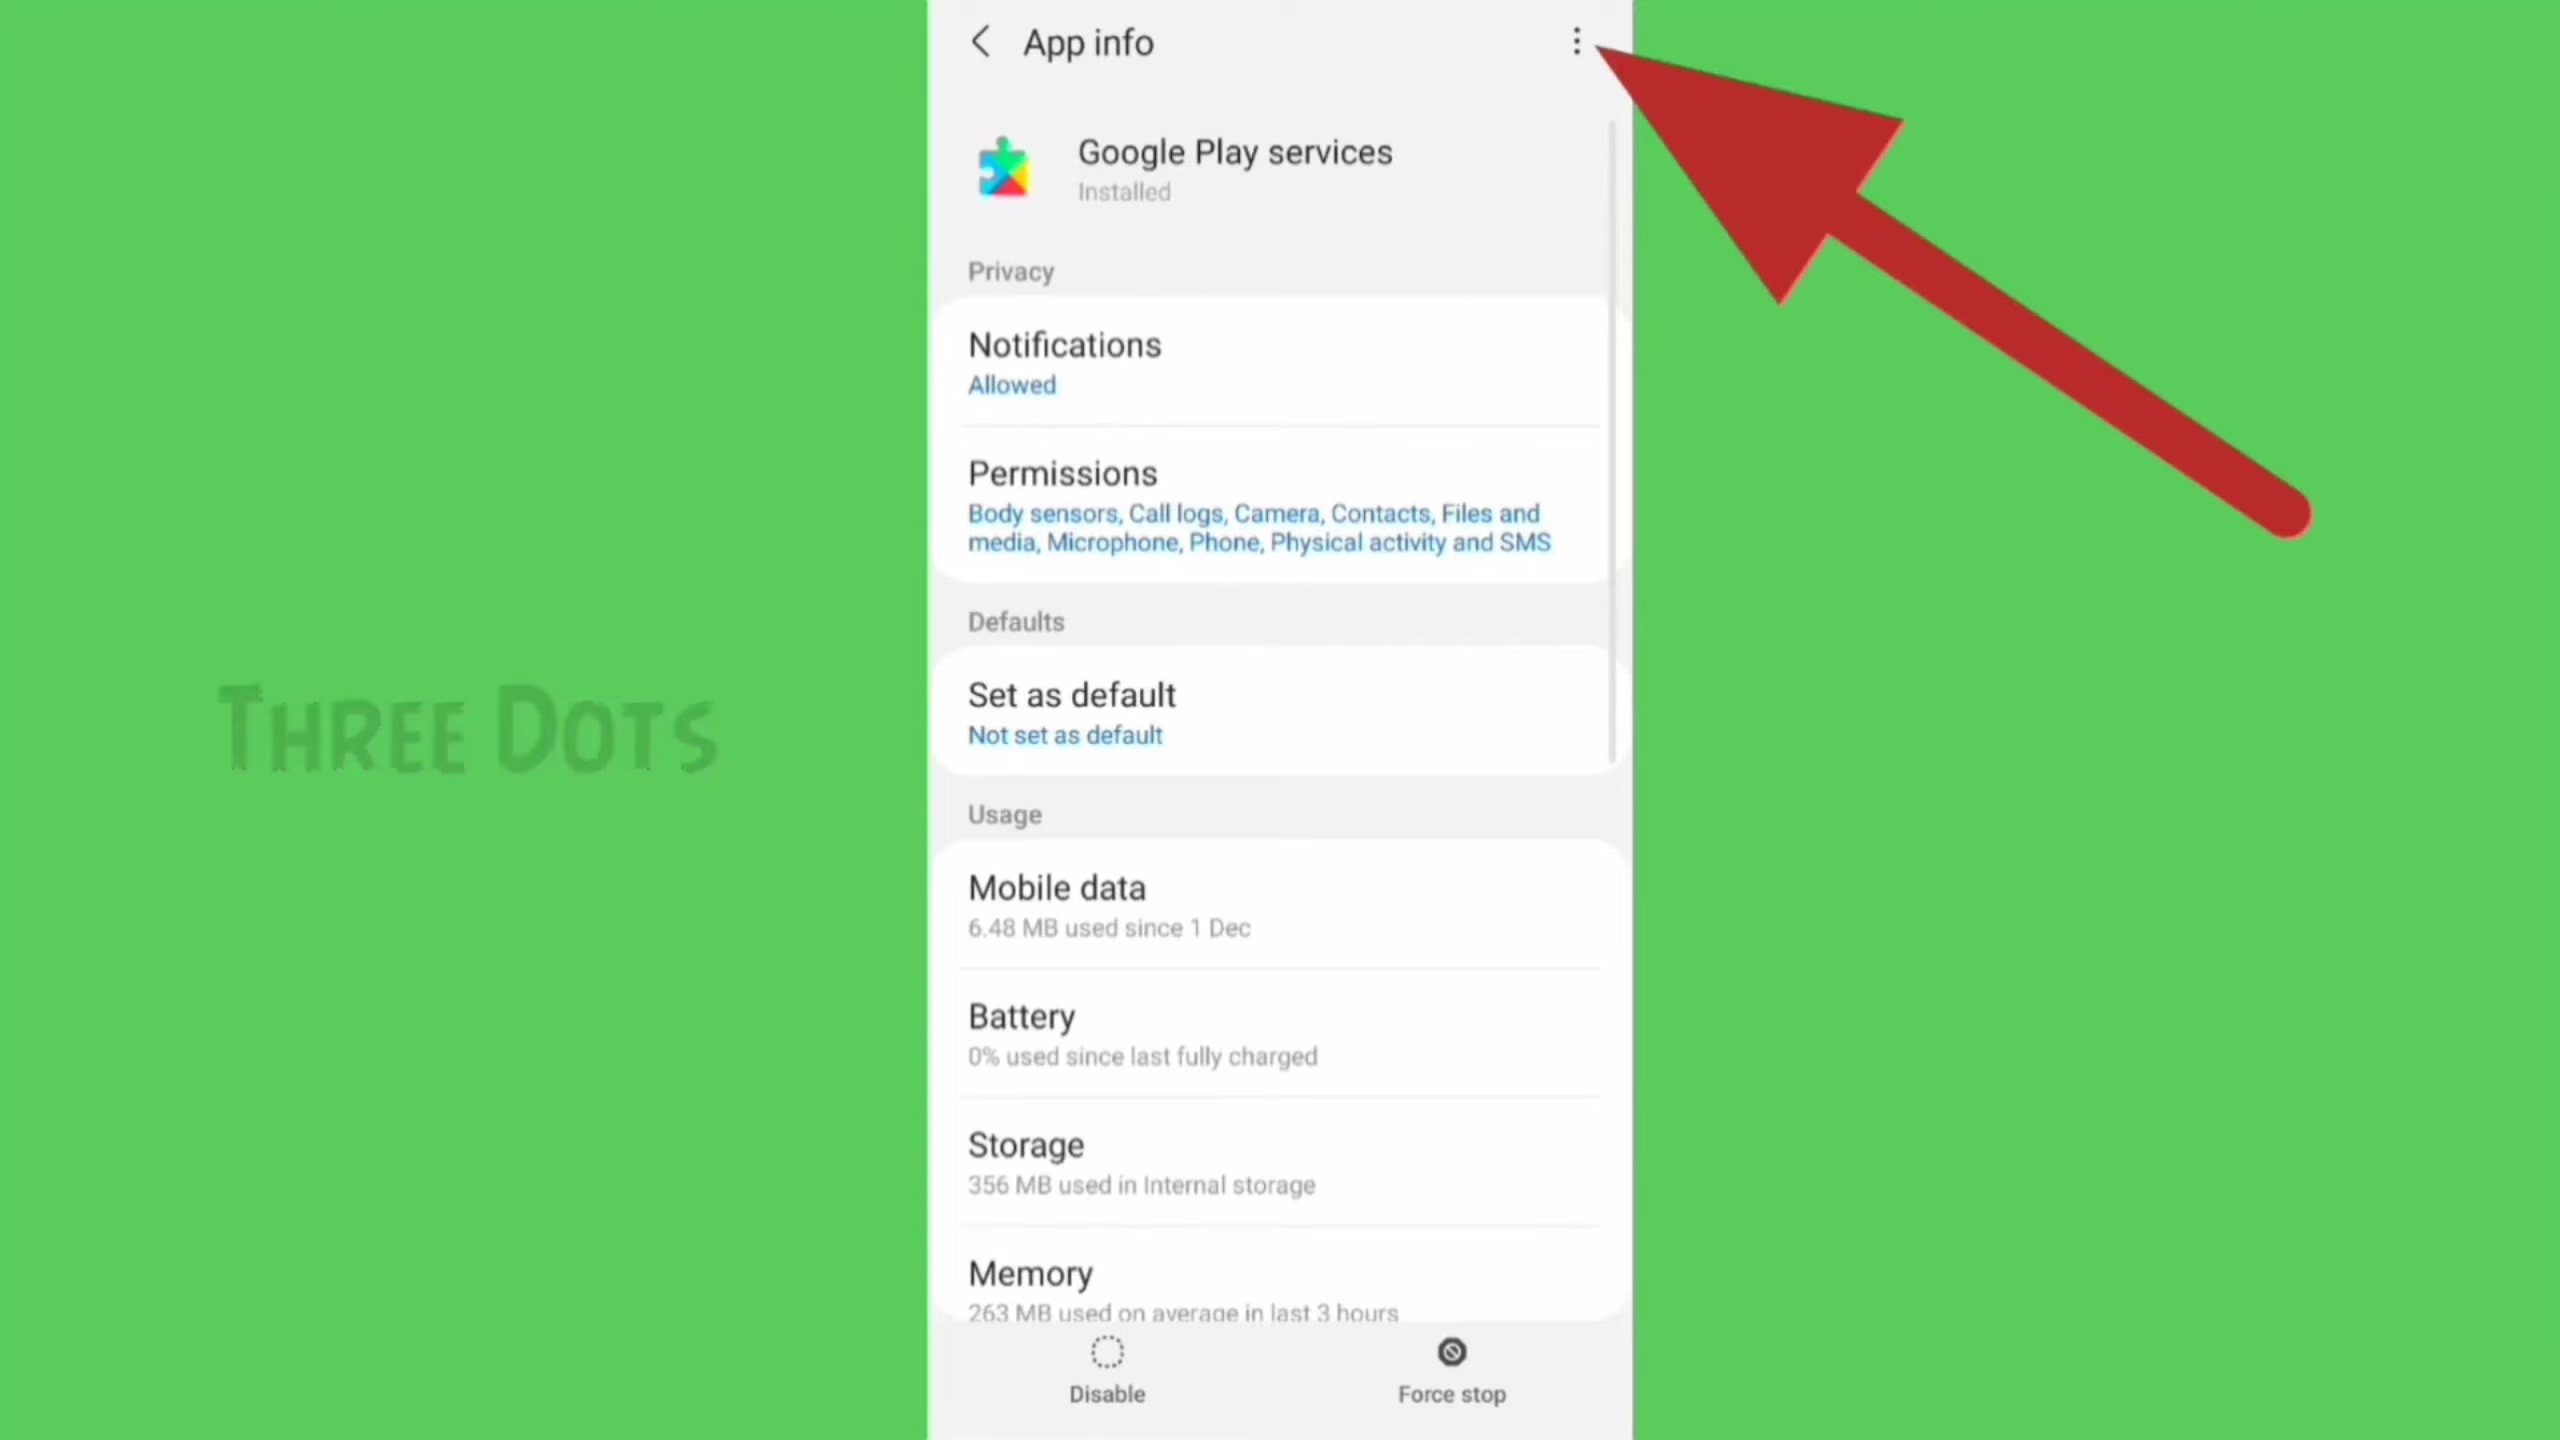 App info
Google Play services
Installed
Privacy
Notifications
Allowed
Permissions
Body sensors, Call logs, Camera, Contacts, Files and
media, Microphone, Phone, Physical activity and SMS
Defaults
Set as default
Not set as default
Usage
Mobile data
6.48 MB used since 1 Dec
Battery
0% used since last fully charged
Storage
356 MB used in Internal storage
Memory
263 MB used on average in last 3 hours
Disable
Force stop
THREE DOTS